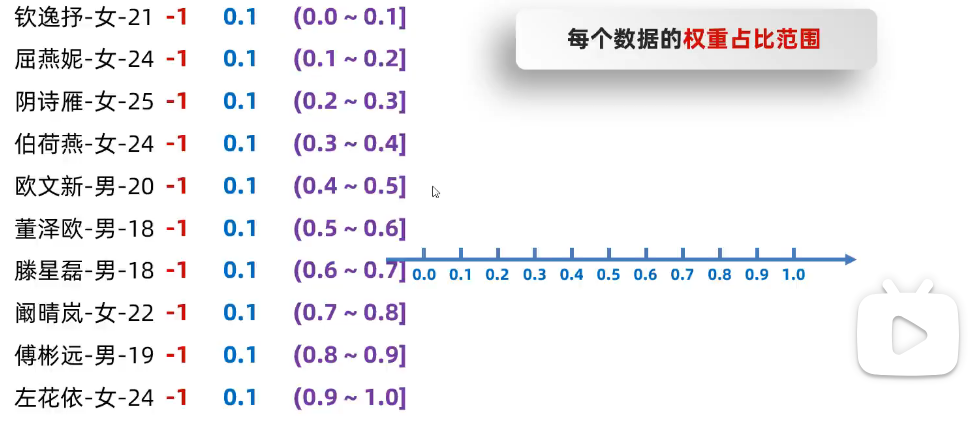 钦逸抒-女-21 -1 0.1 (0.0 ~ 0.1]
每个数据的权重占比范围
屈燕妮-女-24 -1 0.1 (0.1 ~ 0.2]
阴诗雁-女-25 -1 0.1 (0.2 ~ 0.3]
伯荷燕-女-24 -1 0.1 (0.3 ~ 0.4]
欧文新-男-20 -1 0.1 (0.4 ~ 0.5]
董泽欧-男-18 -1 0.1 (0.5 ~ 0.6]
滕星磊-男-18 -1 0.1 (0.6 ~ 0.7]
0.0 0.1 0.2 0.3 0.4 0.5 0.6 0.7 0.8 0.9 1.0
阚晴岚-女-22 -1 0.1 (0.7 ~ 0.8]
傅彬远-男-19 -1 0.1 (0.8 ~ 0.9]
左花依-女-24 -1 0.1 (0.9 ~ 1.0]